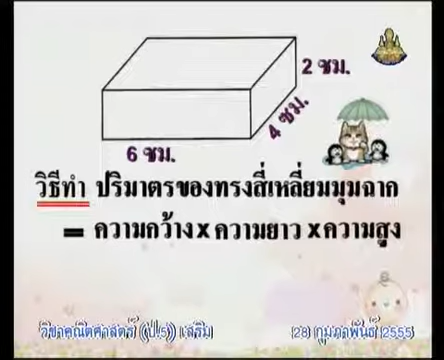 2 ซม.
4 ซม.
6 ซม.
วิธีทำ ปริมาตรของทรงสี่เหลี่ยมมุมฉาก
= ความกว้าง x ความยาว x ความสูง
วิชาคณิตศาสตร์ (ป.5) เสริม
28 กุมภาพันธ์ 2555